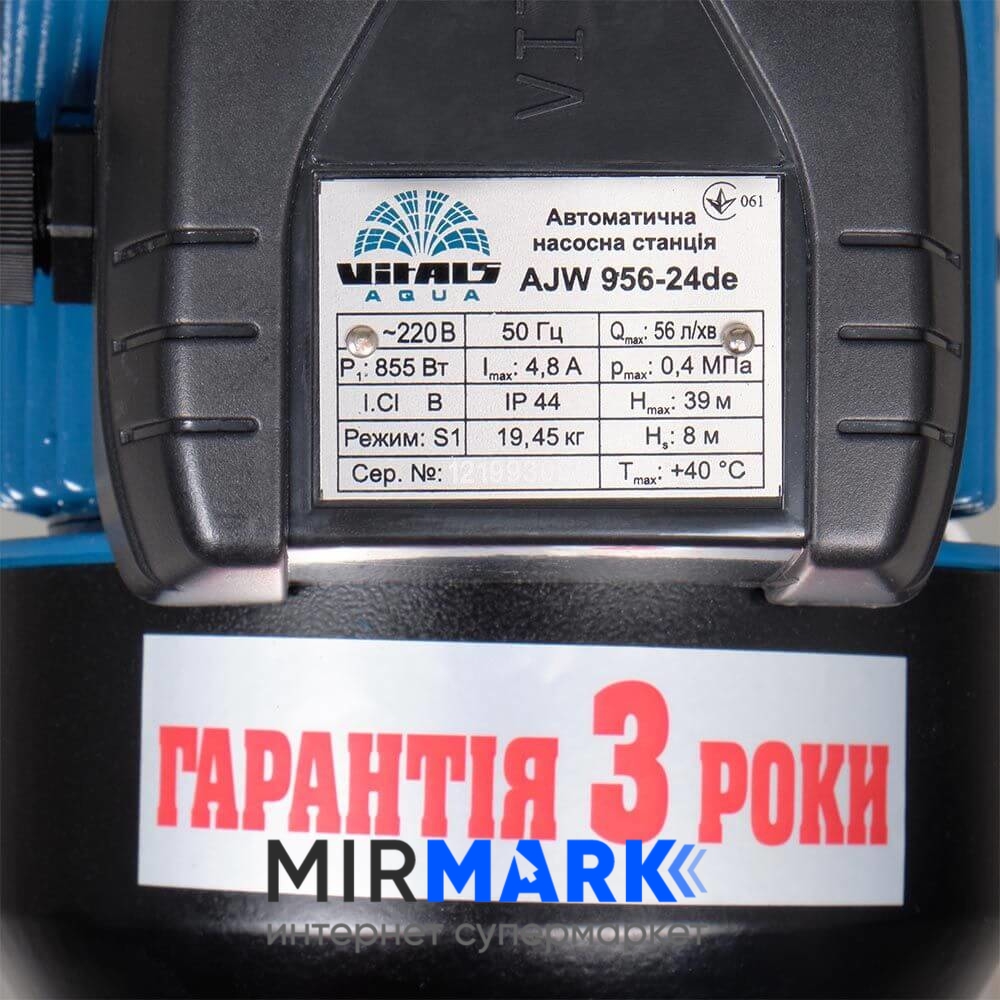 VIT
VITALS
AQUA
Автоматична
насосна станція
AJW 956-24de
061
~220 В 50 Гц Qmax: 56 л/хв
P1: 855 Вт Imax: 4,8 А pmax: 0,4 МПа
I.Cl B IP 44 Hmax: 39 м
Режим: S1 19,45 кг Hs: 8 м
Сер. №: Tmax: +40 °C
ГАРАНТІЯ 3 РОКИ
MIRMARK
интернет супермаркет